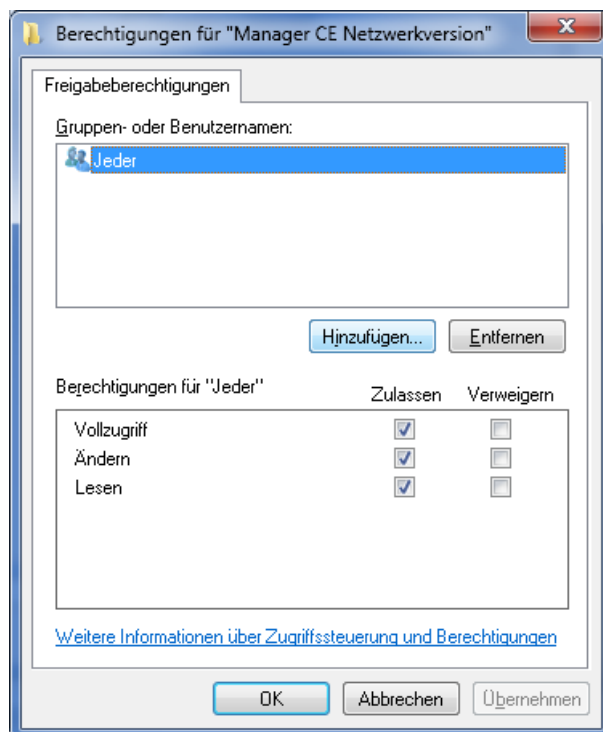 Berechtigungen für "Manager CE Netzwerkversion"
Freigabeberechtigungen
Gruppen- oder Benutzernamen:
Jeder
Hinzufügen... Entfernen
Berechtigungen für "Jeder" Zulassen Verweigern
Vollzugriff
Ändern
Lesen
Weitere Informationen über Zugriffssteuerung und Berechtigungen
OK Abbrechen Übernehmen